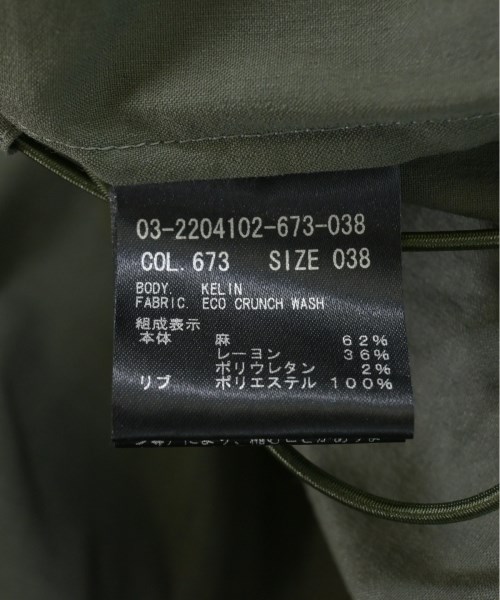 03-2204102-673-038
COL. 673 SIZE 038
BODY. KELIN
FABRIC. ECO CRUNCH WASH
組成表示
本体 麻 62%
レーヨン 36%
ポリウレタン 2%
リブ ポリエステル 100%